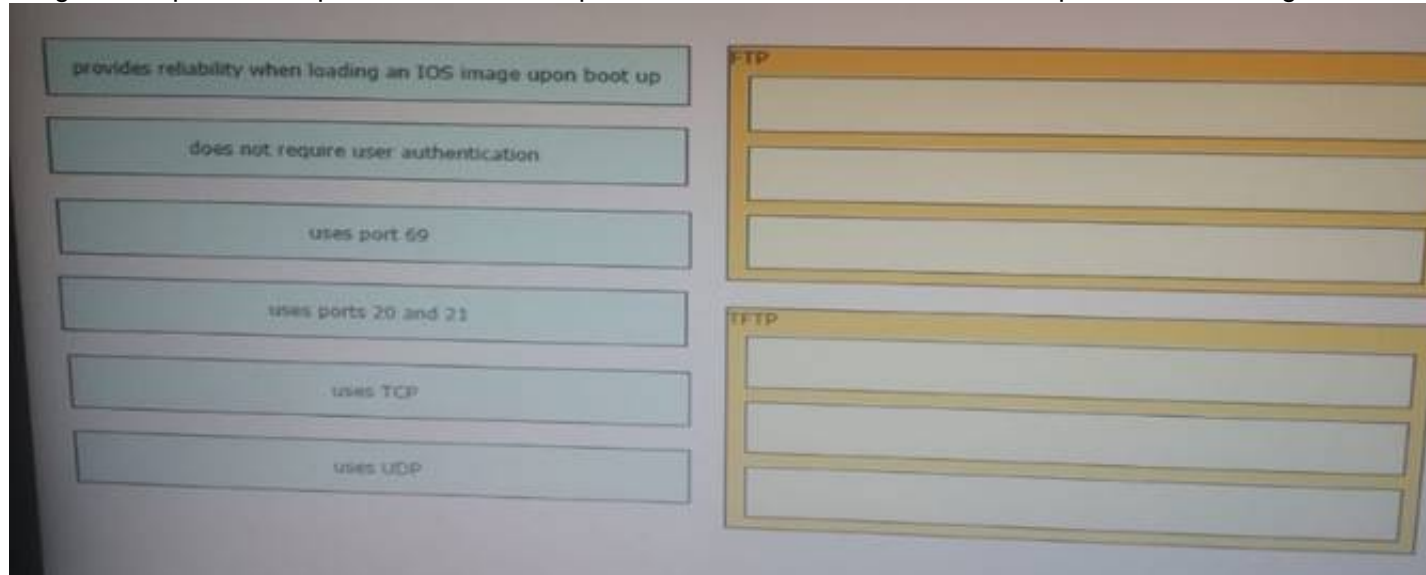 provides reliability when loading an IOS image upon boot up
does not require user authentication
uses port 69
uses ports 20 and 21
uses TCP
uses UDP
FTP
TFTP